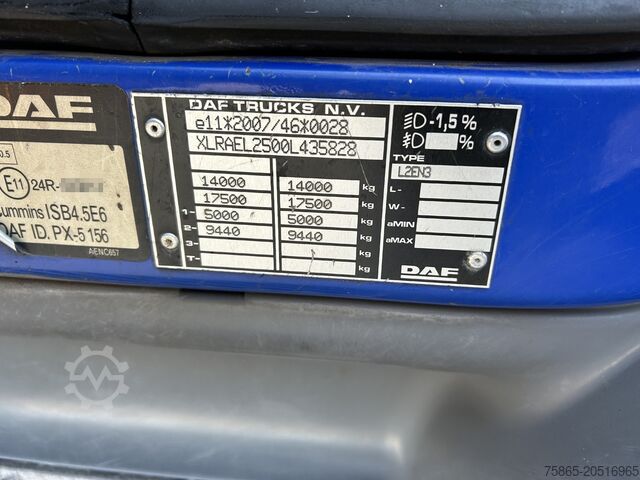 DAF
0.5
E11 24R-
Cummins ISB4.5E6
DAF ID. PX-5 156
AENC657
DAF TRUCKS N.V.
e11*2007/46*0028
XLRAEL2500L435828
14000 14000 kg
17500 17500 kg
1- 5000 5000 kg
2- 9440 9440 kg
3- kg
T- kg
-1,5 %
%
TYPE
L2EN3
L-
W-
aMIN
aMAX
DAF
75865-20516965